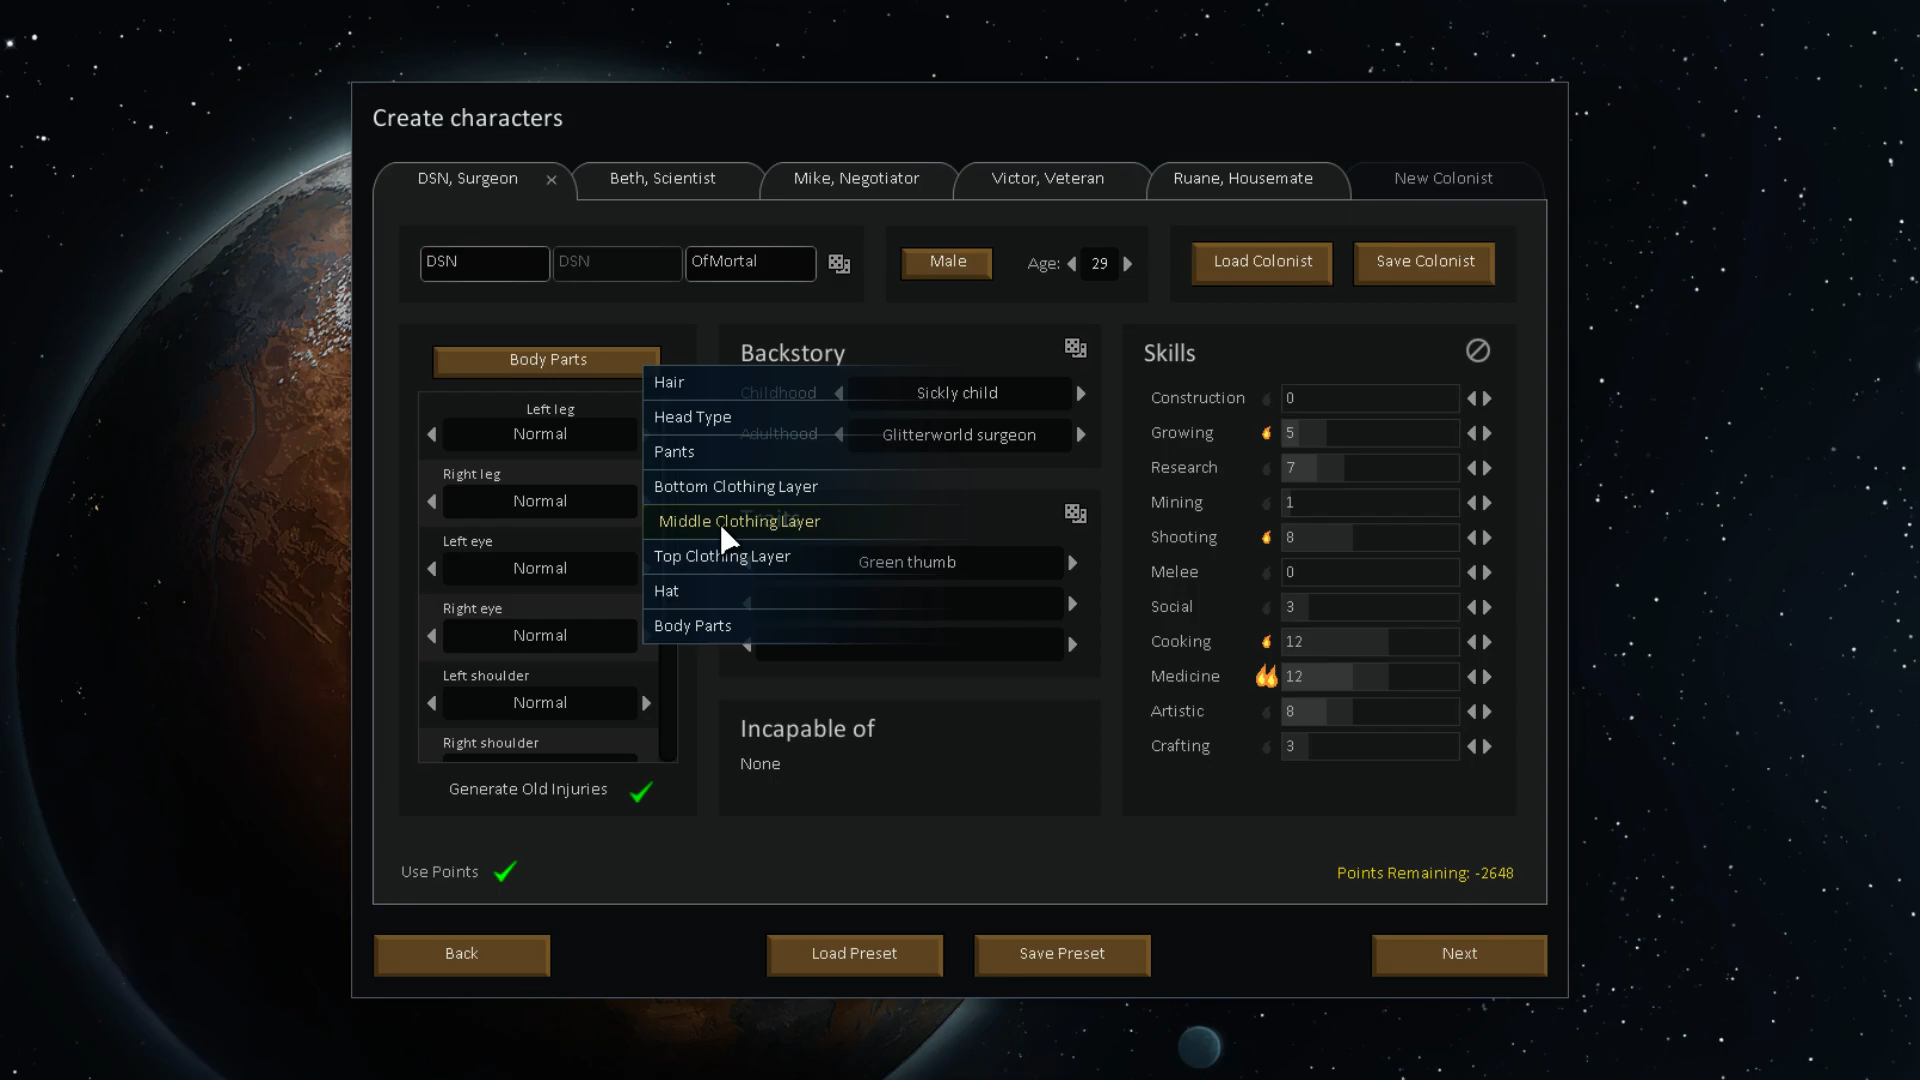 Create characters
DSN, Surgeon
Beth, Scientist
Mike, Negotiator
Victor, Veteran
Ruane, Housemate
New Colonist
DSN
DSN
OfMortal
Male
Age: 29
Load Colonist
Save Colonist
Body Parts
Left leg
Normal
Right leg
Normal
Left eye
Normal
Right eye
Normal
Left shoulder
Normal
Right shoulder
Generate Old Injuries
Hair
Head Type
Pants
Bottom Clothing Layer
Middle Clothing Layer
Top Clothing Layer
Hat
Body Parts
Backstory
Childhood
Sickly child
Adulthood
Glitterworld surgeon
Traits
Green thumb
Incapable of
None
Skills
Construction 0
Growing 5
Research 7
Mining 1
Shooting 8
Melee 0
Social 3
Cooking 12
Medicine 12
Artistic 8
Crafting 3
Use Points
Points Remaining: -2648
Back
Load Preset
Save Preset
Next